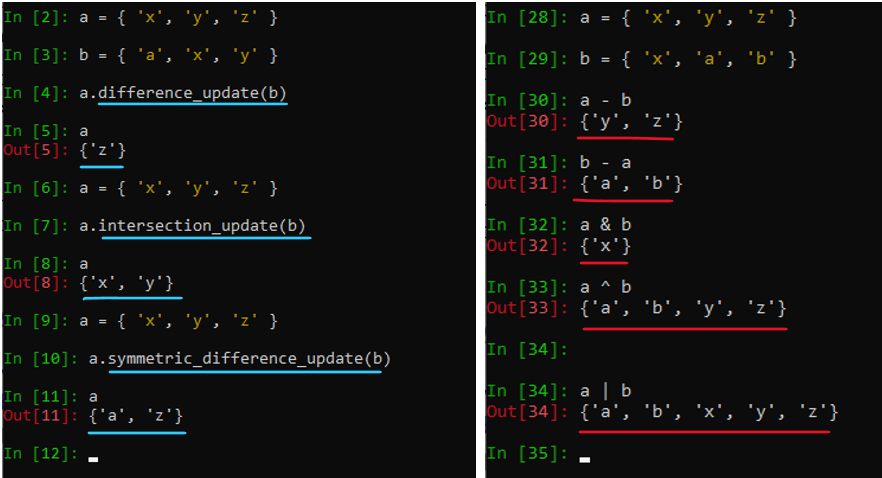 In [2]: a = { 'x', 'y', 'z' }
In [3]: b = { 'a', 'x', 'y' }
In [4]: a.difference_update(b)
In [5]: a
Out[5]: {'z'}
In [6]: a = { 'x', 'y', 'z' }
In [7]: a.intersection_update(b)
In [8]: a
Out[8]: {'x', 'y'}
In [9]: a = { 'x', 'y', 'z' }
In [10]: a.symmetric_difference_update(b)
In [11]: a
Out[11]: {'a', 'z'}
In [12]:
In [28]: a = { 'x', 'y', 'z' }
In [29]: b = { 'x', 'a', 'b' }
In [30]: a - b
Out[30]: {'y', 'z'}
In [31]: b - a
Out[31]: {'a', 'b'}
In [32]: a & b
Out[32]: {'x'}
In [33]: a ^ b
Out[33]: {'a', 'b', 'y', 'z'}
In [34]:
In [34]: a | b
Out[34]: {'a', 'b', 'x', 'y', 'z'}
In [35]: